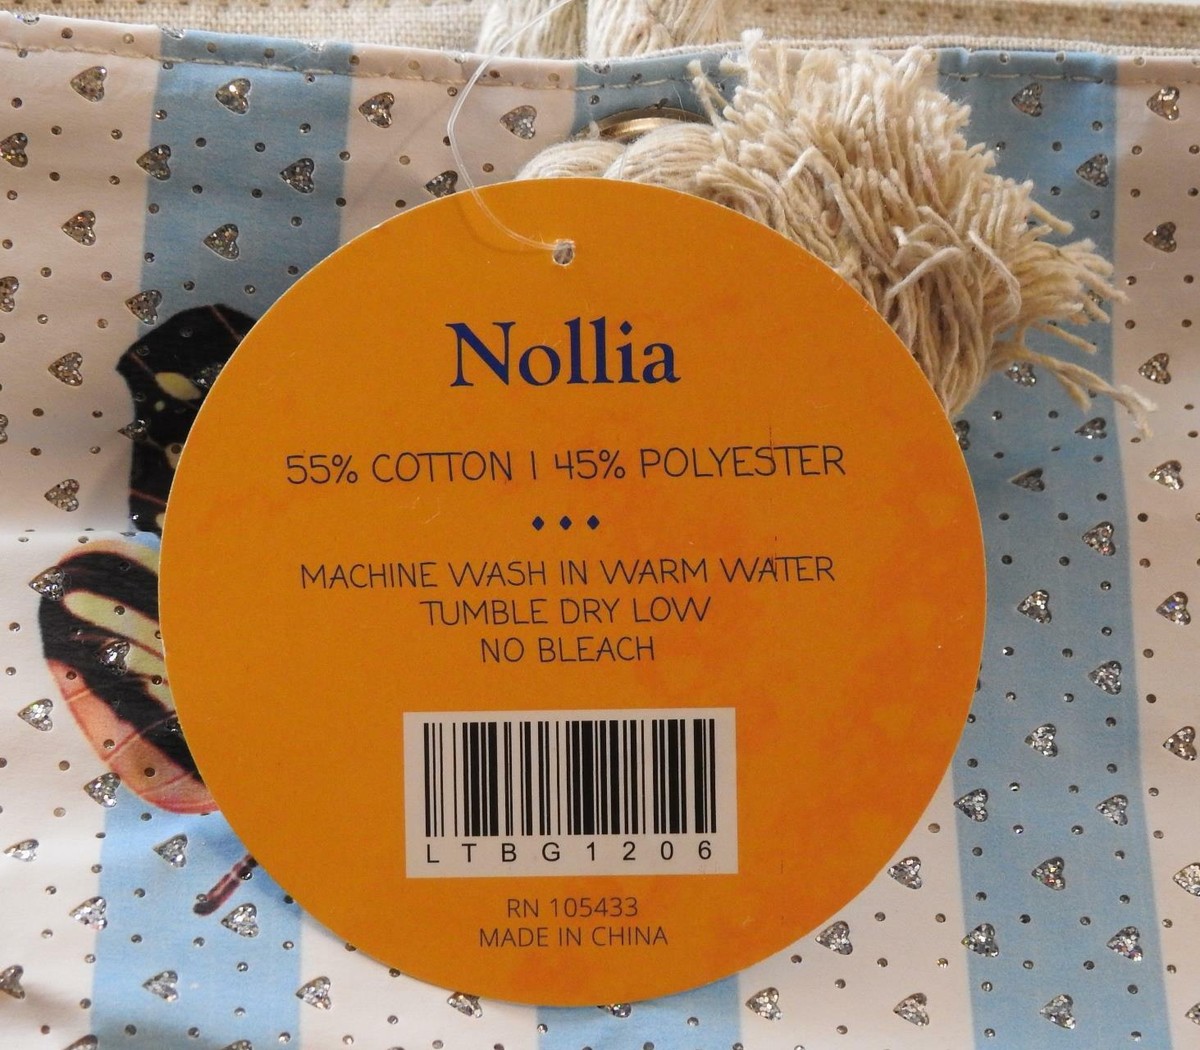 Nollia
55% COTTON | 45% POLYESTER
MACHINE WASH IN WARM WATER
TUMBLE DRY LOW
NO BLEACH
LTBG1206
RN 105433
MADE IN CHINA